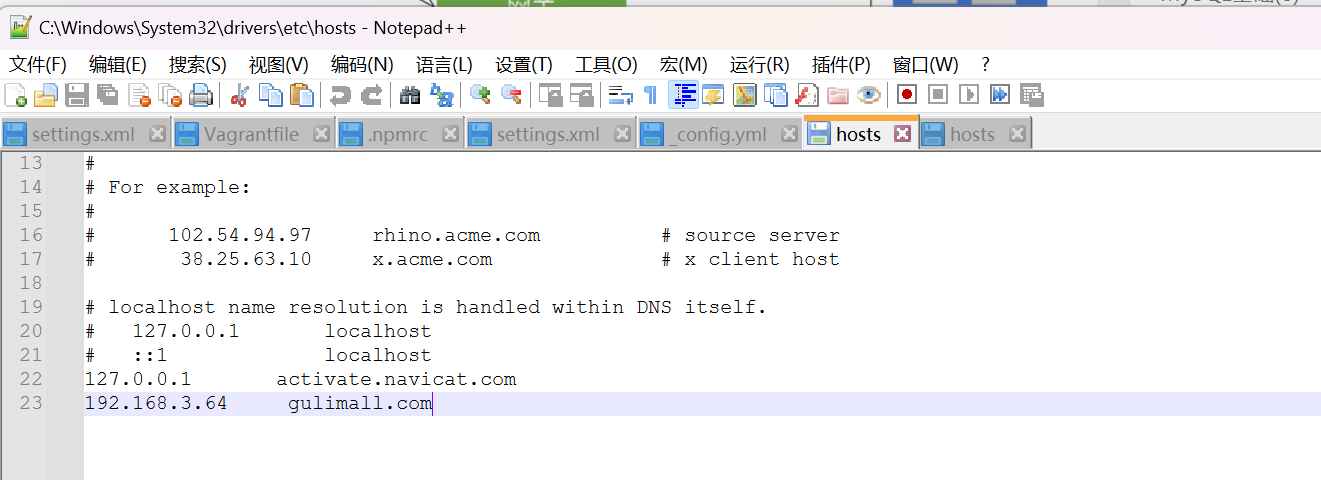 C:\Windows\System32\drivers\etc\hosts - Notepad++
文件(F) 编辑(E) 搜索(S) 视图(V) 编码(N) 语言(L) 设置(T) 工具(O) 宏(M) 运行(R) 插件(P) 窗口(W) ?
settings.xml Vagrantfile .npmrc settings.xml _config.yml hosts hosts
13 #
14 # For example:
15 #
16 # 102.54.94.97 rhino.acme.com # source server
17 # 38.25.63.10 x.acme.com # x client host
18
19 # localhost name resolution is handled within DNS itself.
20 # 127.0.0.1 localhost
21 # ::1 localhost
22 127.0.0.1 activate.navicat.com
23 192.168.3.64 gulimall.com